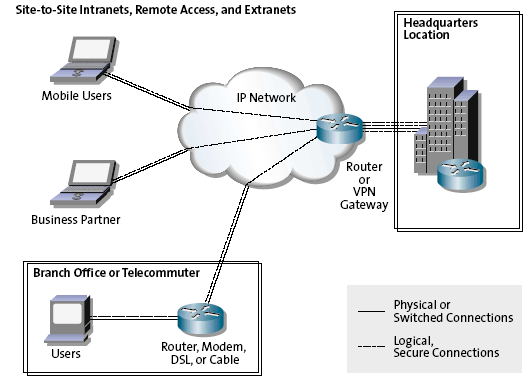 Site-to-Site Intranets, Remote Access, and Extranets
Headquarters
Location
Mobile Users
IP Network
Router
or
VPN
Gateway
Business Partner
Branch Office or Telecommuter
Users
Router, Modem,
DSL, or Cable
Physical or
Switched Connections
Logical,
Secure Connections